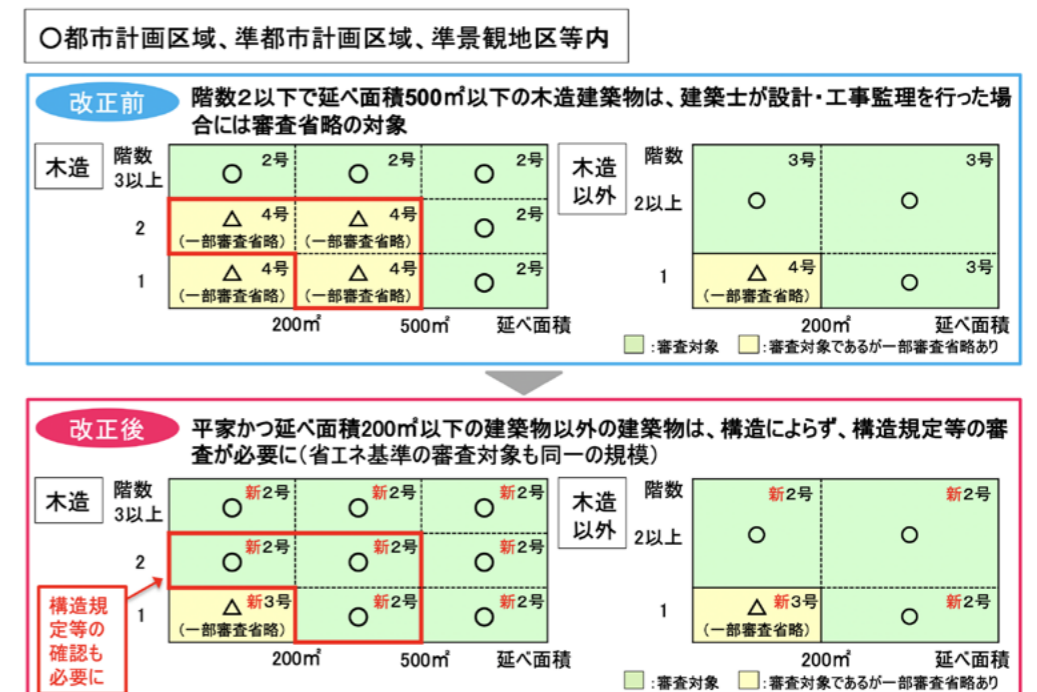 〇都市計画区域、準都市計画区域、準景観地区等内
改正前
階数2以下で延べ面積500㎡以下の木造建築物は、建築士が設計・工事監理を行った場
合には審査省略の対象
木造
階数
3以上
2
1
○ 2号
○ 2号
○ 2号
△ 4号
(一部審査省略)
△ 4号
(一部審査省略)
○ 2号
△ 4号
(一部審査省略)
△ 4号
(一部審査省略)
○ 2号
200㎡
500㎡
延べ面積
木造
以外
階数
2以上
1
○ 3号
○ 3号
△ 4号
(一部審査省略)
○ 3号
200㎡
延べ面積
:審査対象
:審査対象であるが一部審査省略あり
改正後
平家かつ延べ面積200㎡以下の建築物以外の建築物は、構造によらず、構造規定等の審
査が必要に(省エネ基準の審査対象も同一の規模)
木造
階数
3以上
2
1
○ 新2号
○ 新2号
○ 新2号
○ 新2号
○ 新2号
○ 新2号
△ 新3号
(一部審査省略)
○ 新2号
○ 新2号
構造規
定等の
確認も
必要に
200㎡
500㎡
延べ面積
木造
以外
階数
2以上
1
○ 新2号
○ 新2号
△ 新3号
(一部審査省略)
○ 新2号
200㎡
延べ面積
:審査対象
:審査対象であるが一部審査省略あり